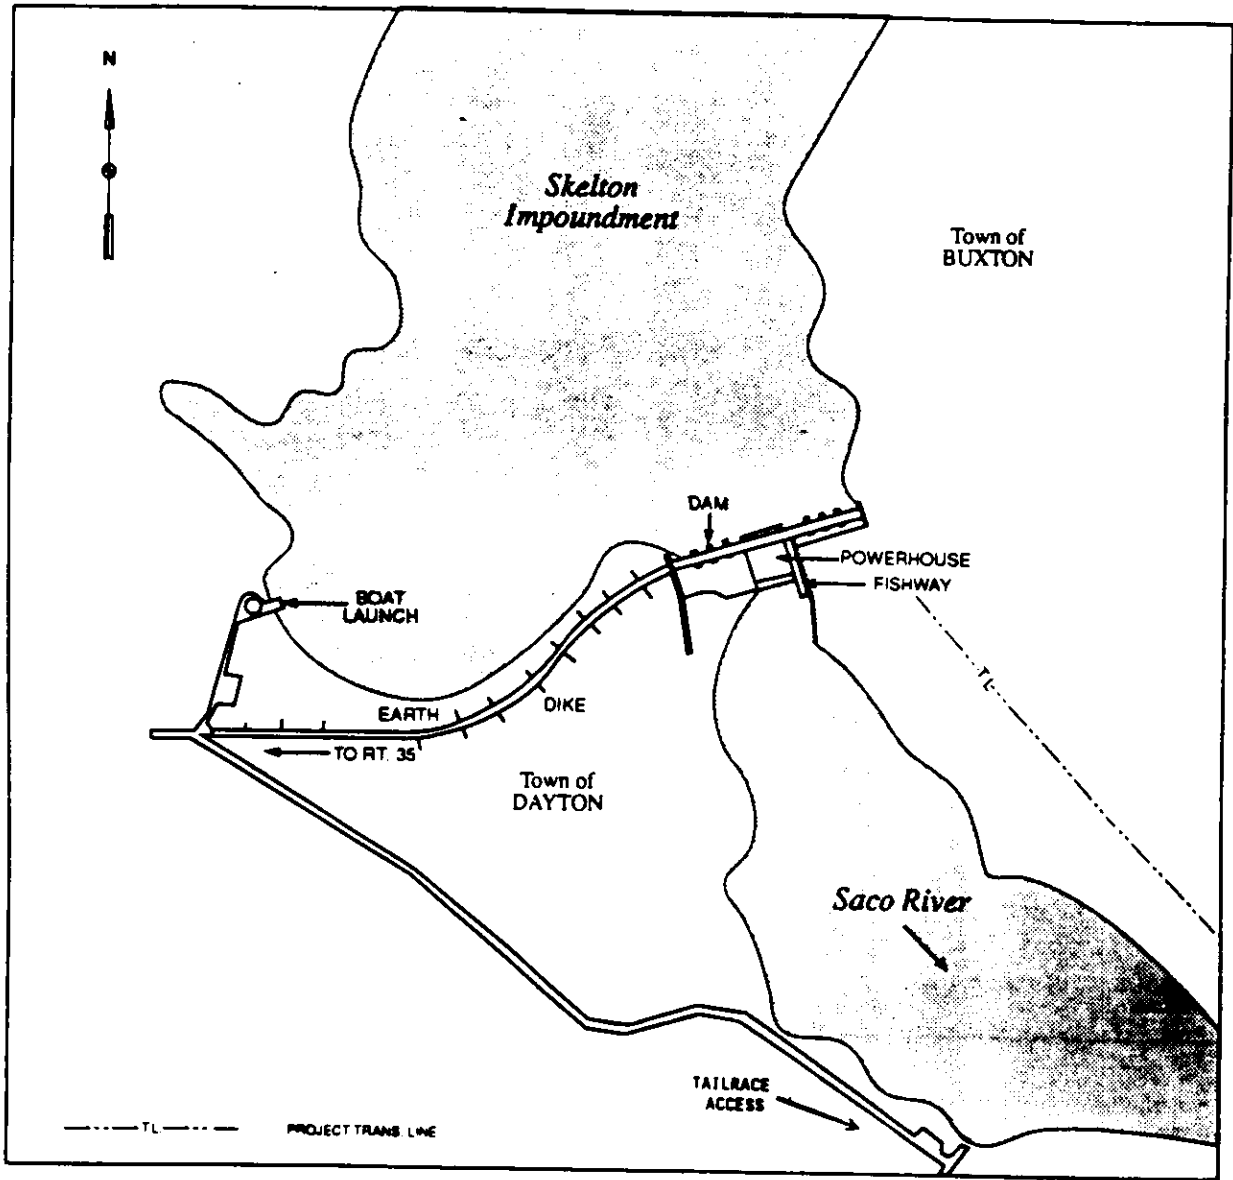 N
Skelton
Impoundment
Town of
BUXTON
DAM
POWERHOUSE
FISHWAY
BOAT
LAUNCH
TL
EARTH
DIKE
TO RT. 35
Town of
DAYTON
Saco River
TAILRACE
ACCESS
TL
PROJECT TRANS. LINE